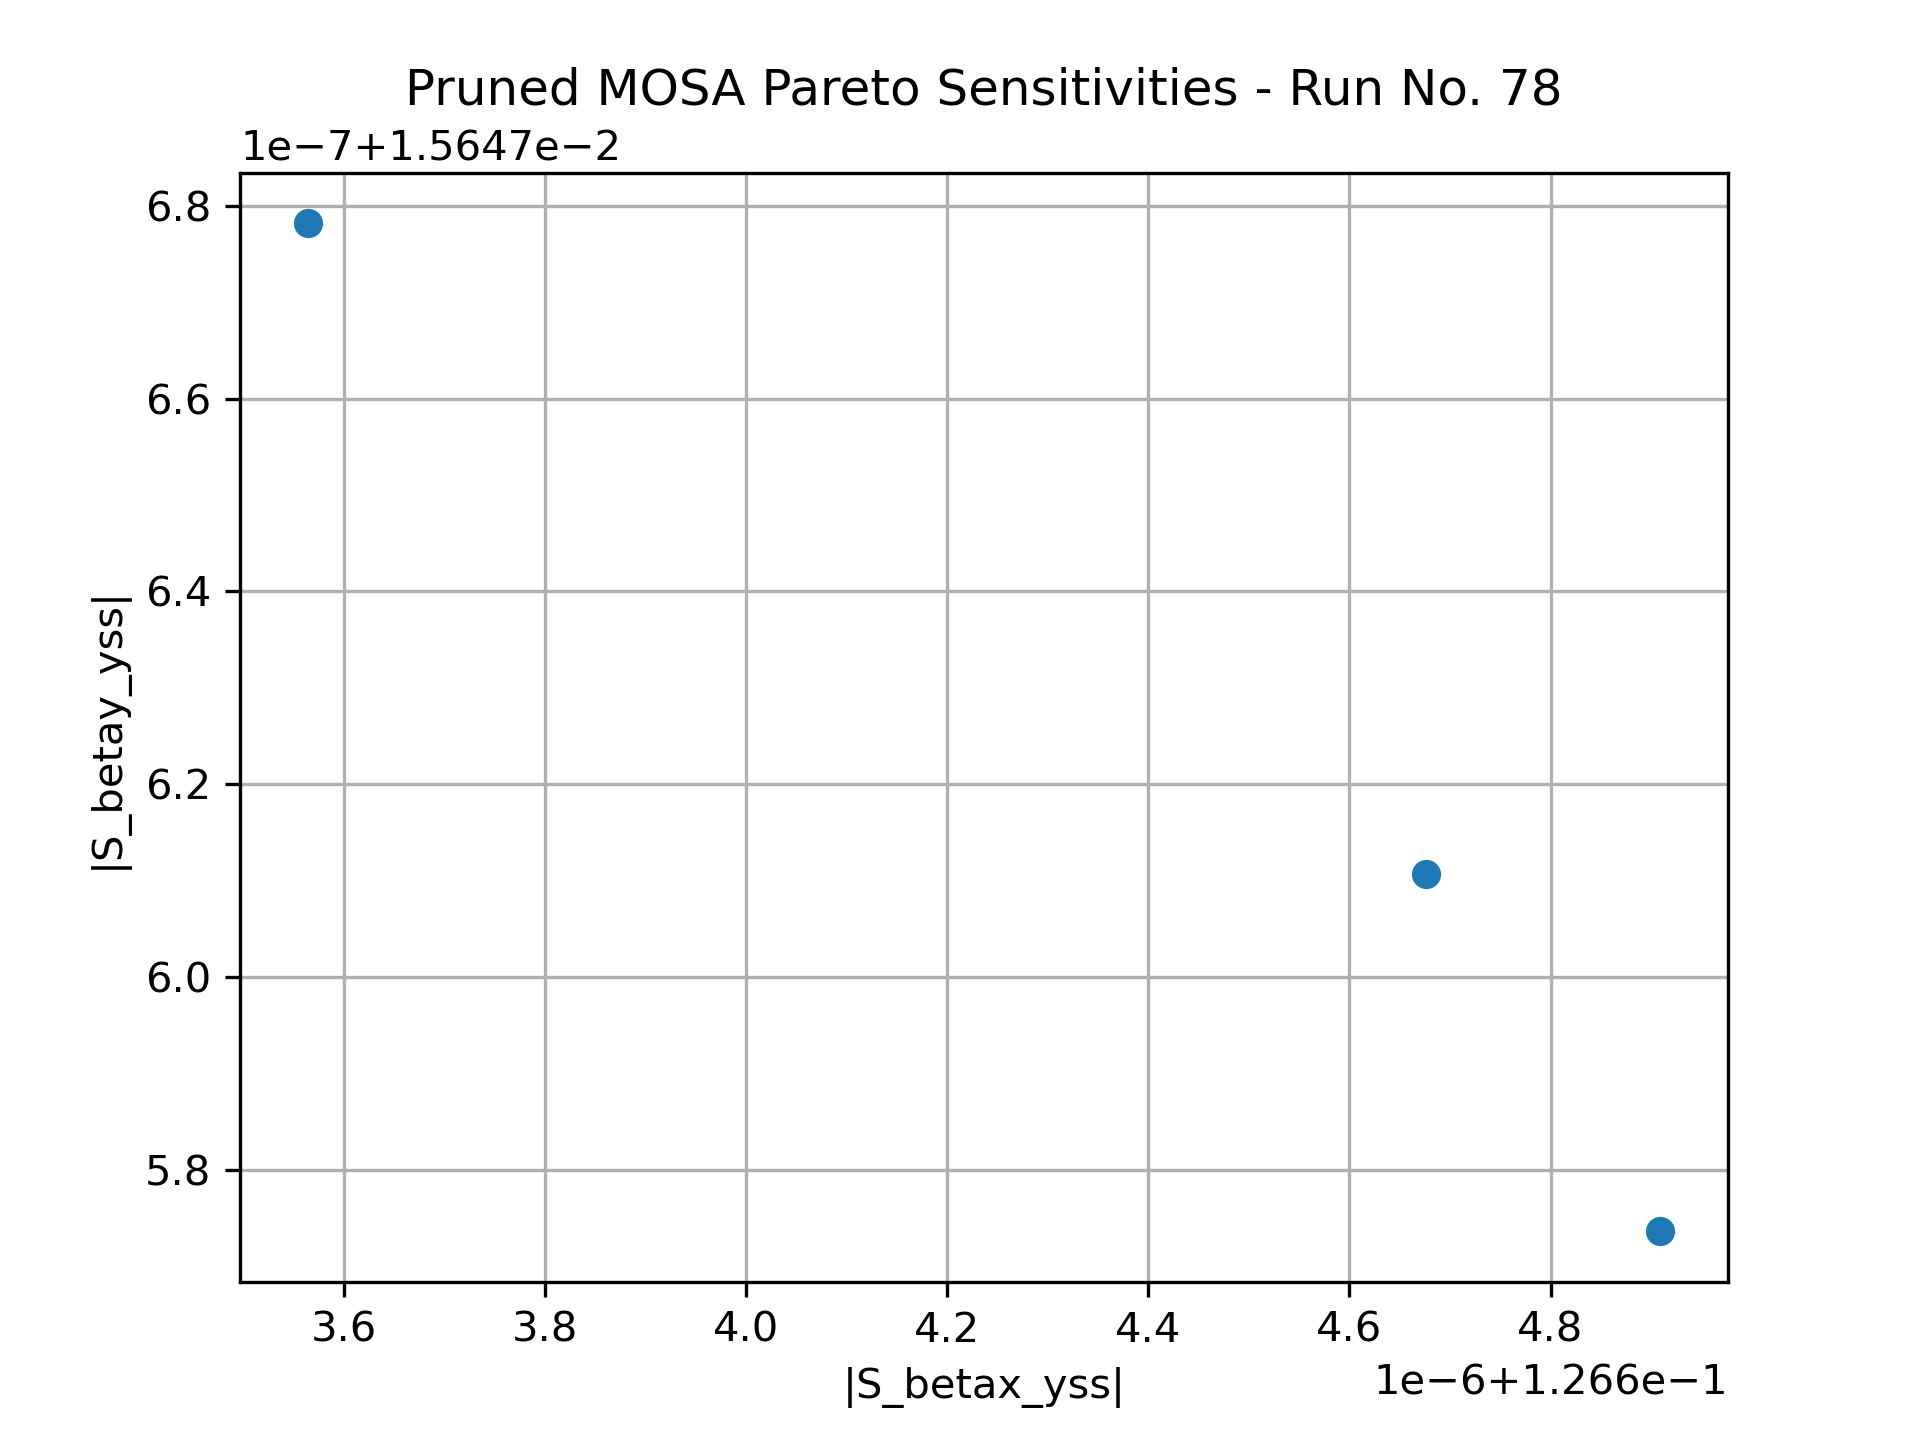 Pruned MOSA Pareto Sensitivities - Run No. 78
1e−7+1.5647e−2
6.8
6.6
6.4
6.2
6.0
5.8
|S_betay_yss|
3.6 3.8 4.0 4.2 4.4 4.6 4.8
|S_betax_yss|
1e−6+1.266e−1